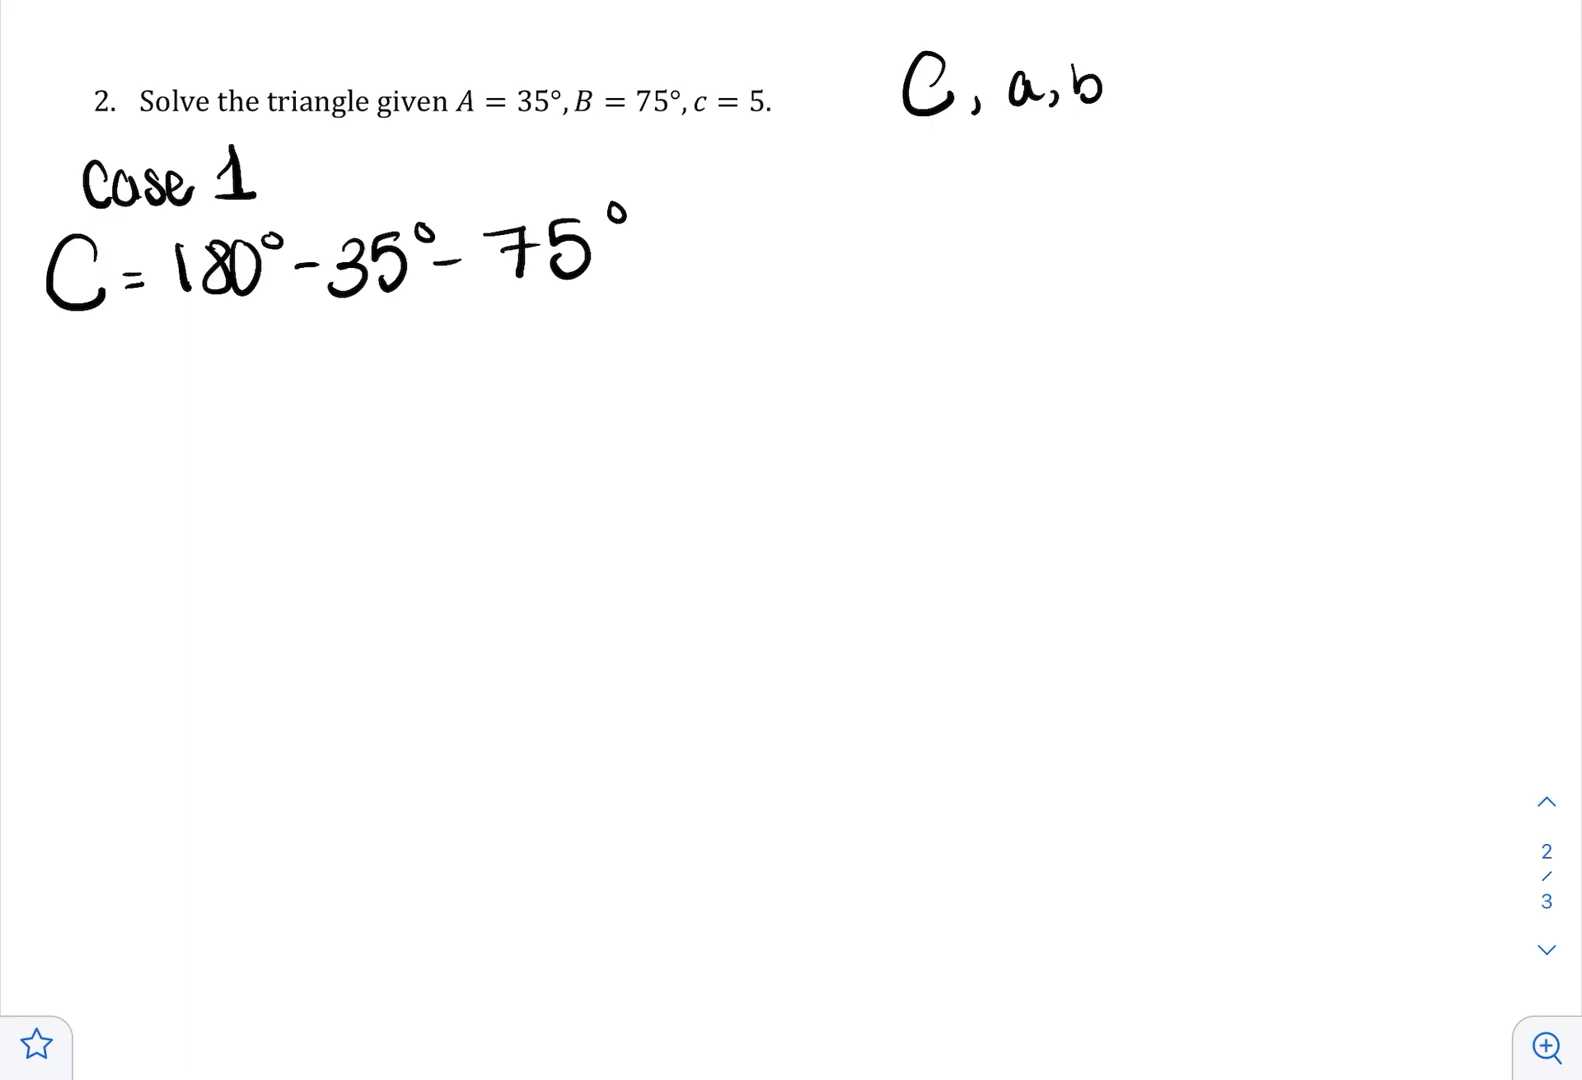 2. Solve the triangle given A = 35°, B = 75°, c = 5.
C, a, b
Case 1
C = 180° - 35° - 75°
2
/
3